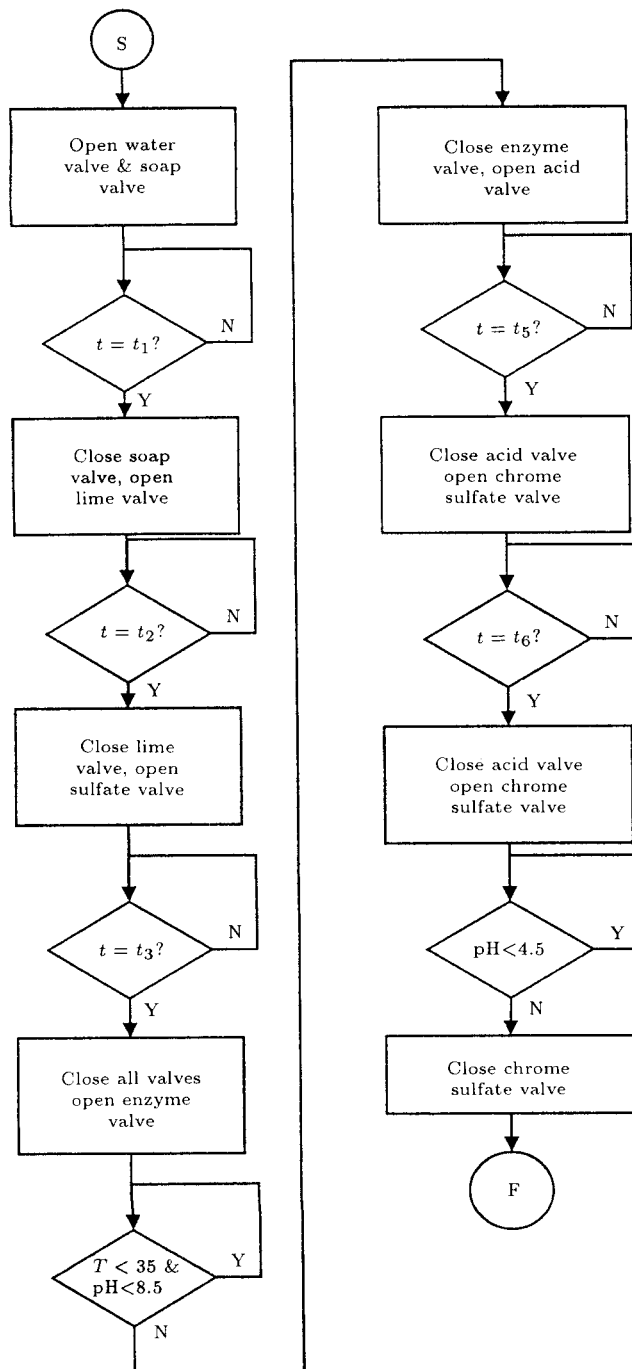 S
Open water
valve & soap
valve
t = t1?
N
Y
Close soap
valve, open
lime valve
t = t2?
N
Y
Close lime
valve, open
sulfate valve
t = t3?
N
Y
Close all valves
open enzyme
valve
T < 35 &
pH<8.5
Y
N
Close enzyme
valve, open acid
valve
t = t5?
N
Y
Close acid valve
open chrome
sulfate valve
t = t6?
N
Y
Close acid valve
open chrome
sulfate valve
pH<4.5
Y
N
Close chrome
sulfate valve
F